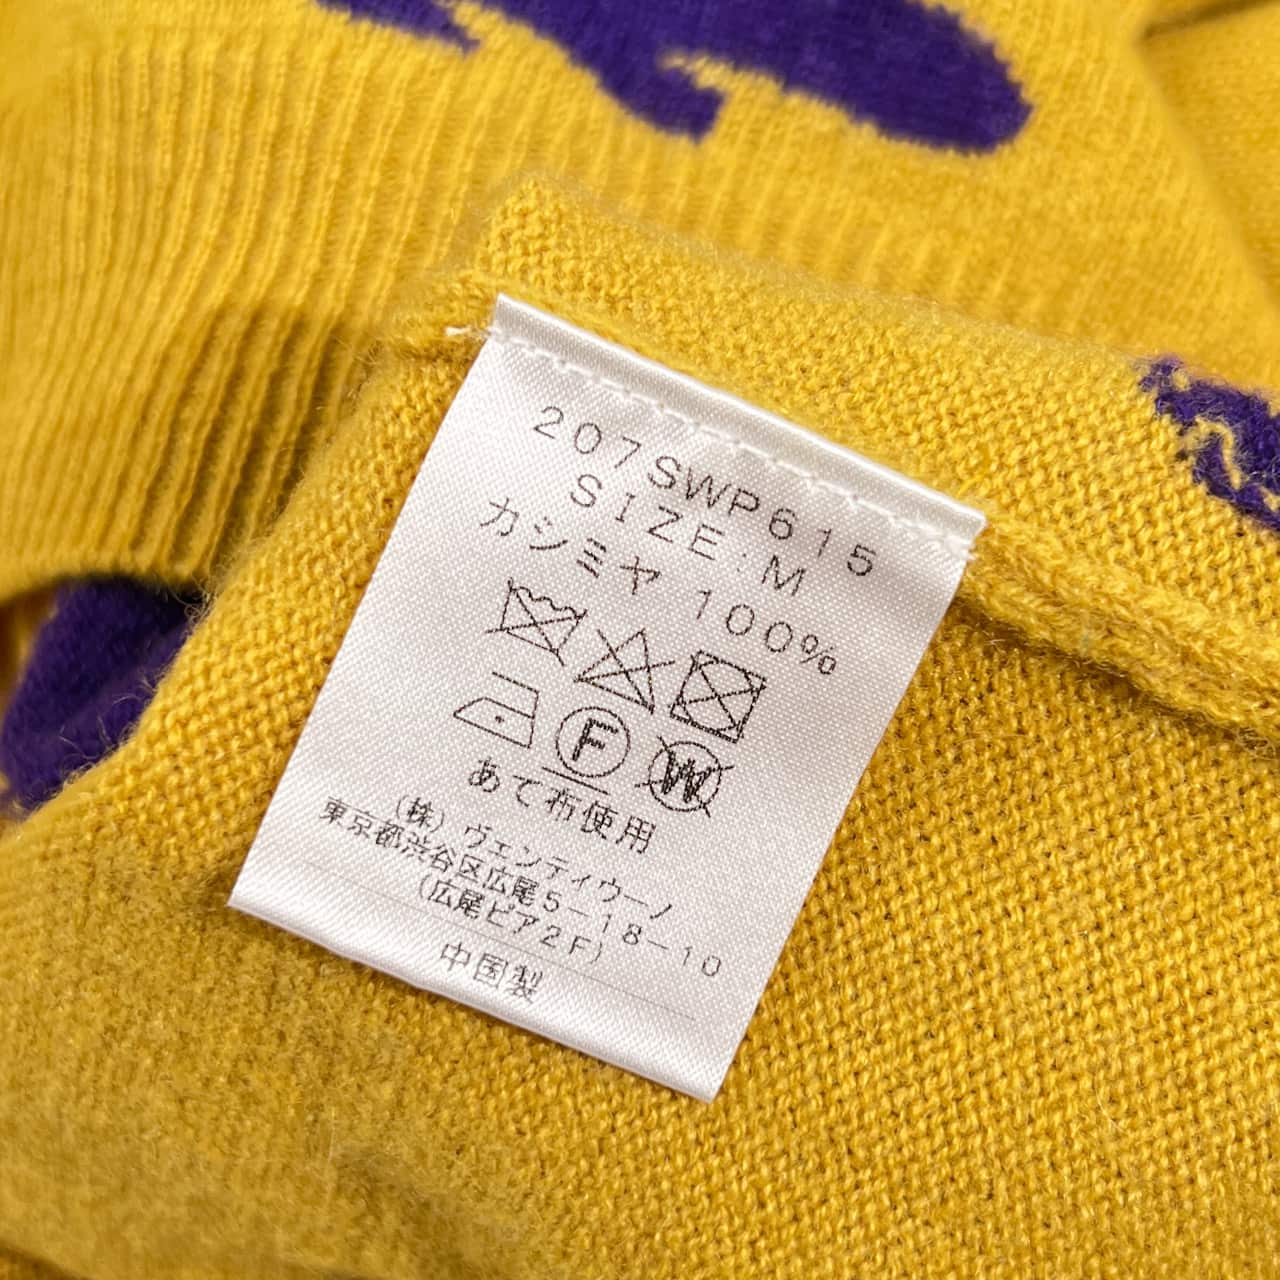 207SWP615
SIZE:M
カシミヤ 100%
F W
あて布使用
(株)ヴェンティウーノ
東京都渋谷区広尾5-18-10
(広尾ピア2F)
中国製